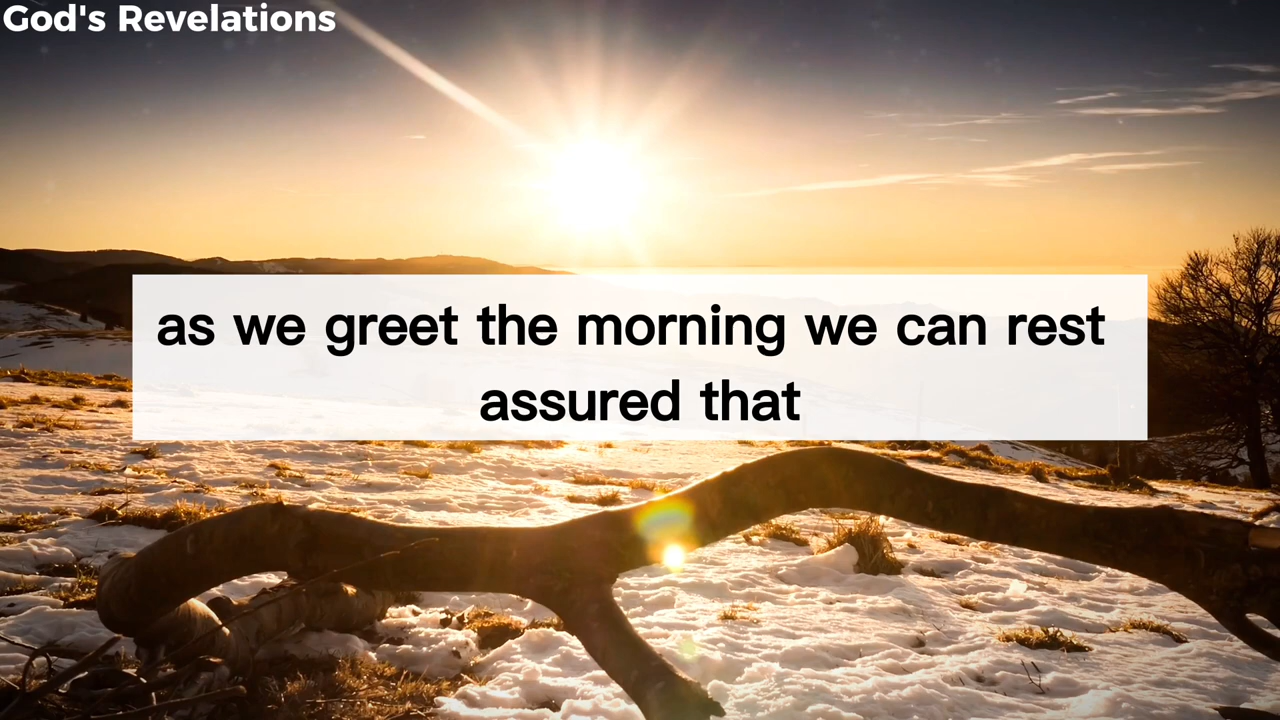 God's Revelations
as we greet the morning we can rest
assured that